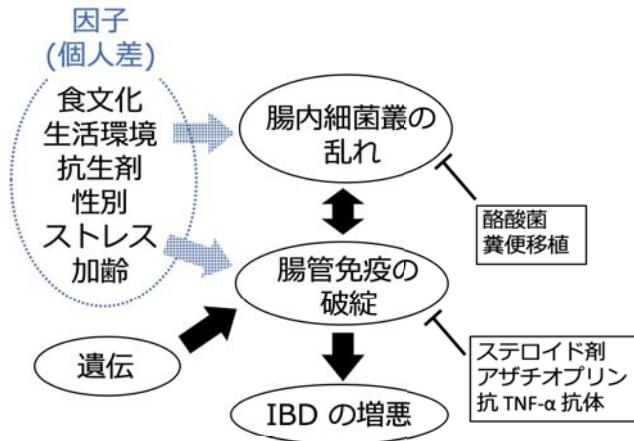 因子
(個人差)
食文化
生活環境
抗生剤
性別
ストレス
加齢
腸内細菌叢の
乱れ
酪酸菌
糞便移植
腸管免疫の
破綻
遺伝
ステロイド剤
アザチオプリン
抗 TNF-α 抗体
IBD の増悪